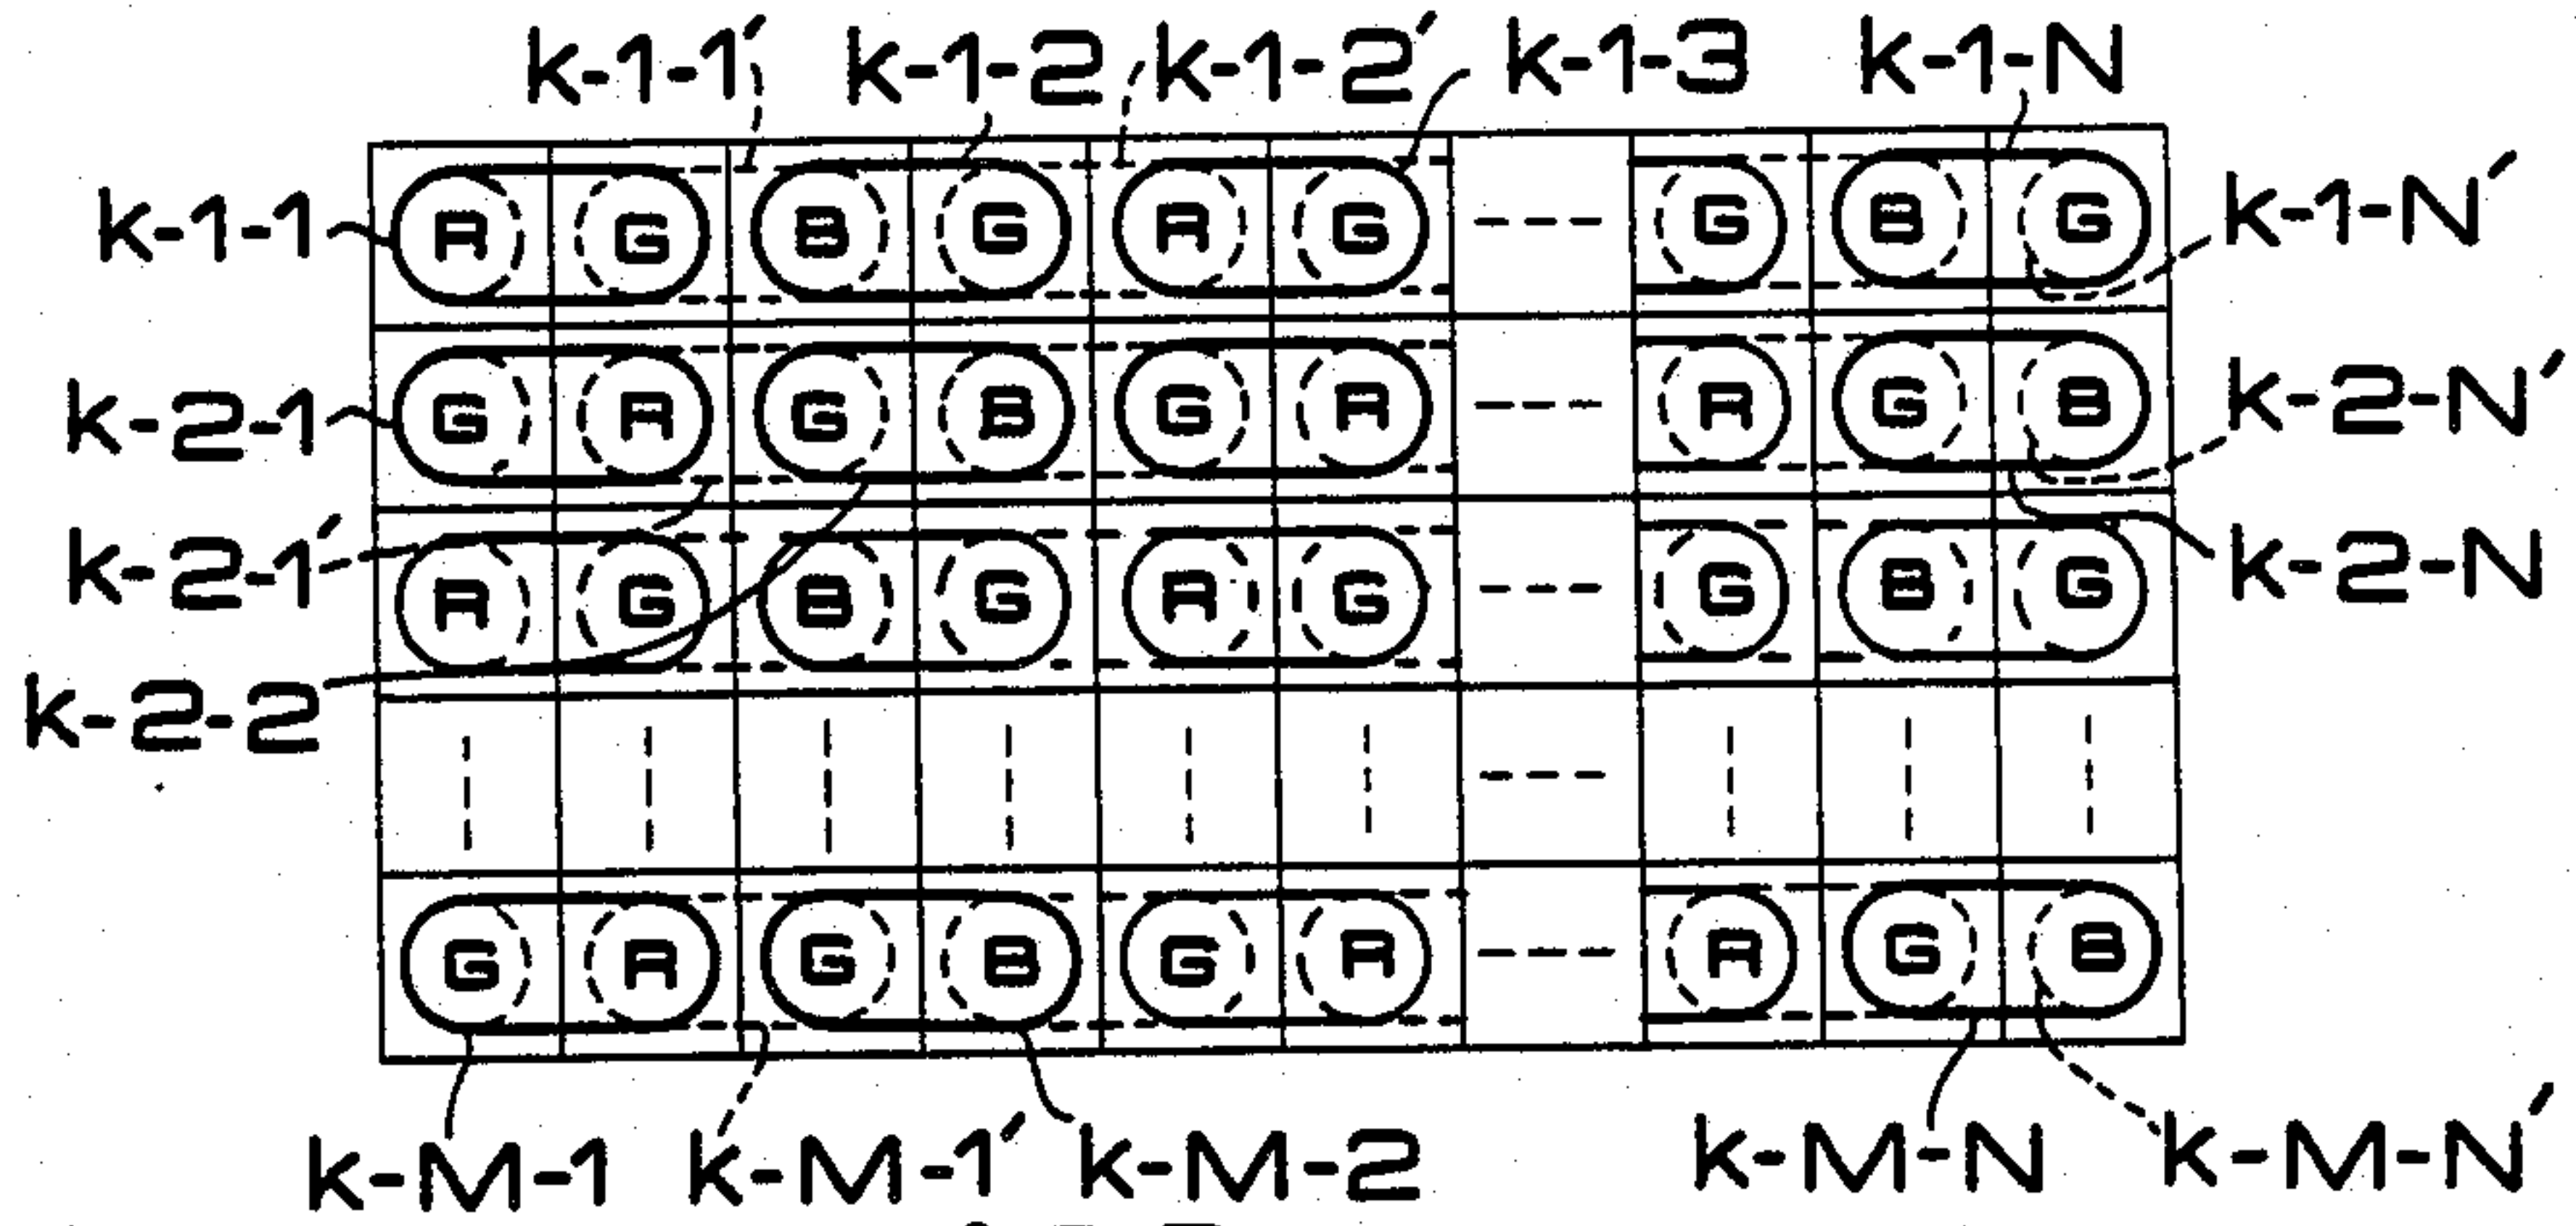 k-1-1′ k-1-2 k-1-2′ k-1-3 k-1-N
k-1-1 R G B G R G G B G k-1-N′
k-2-1 G R G B G R R G B k-2-N′
k-2-1′ R G B G R G G B G k-2-N
k-2-2
G R G B G R R G B
k-M-1 k-M-1′ k-M-2 k-M-N k-M-N′